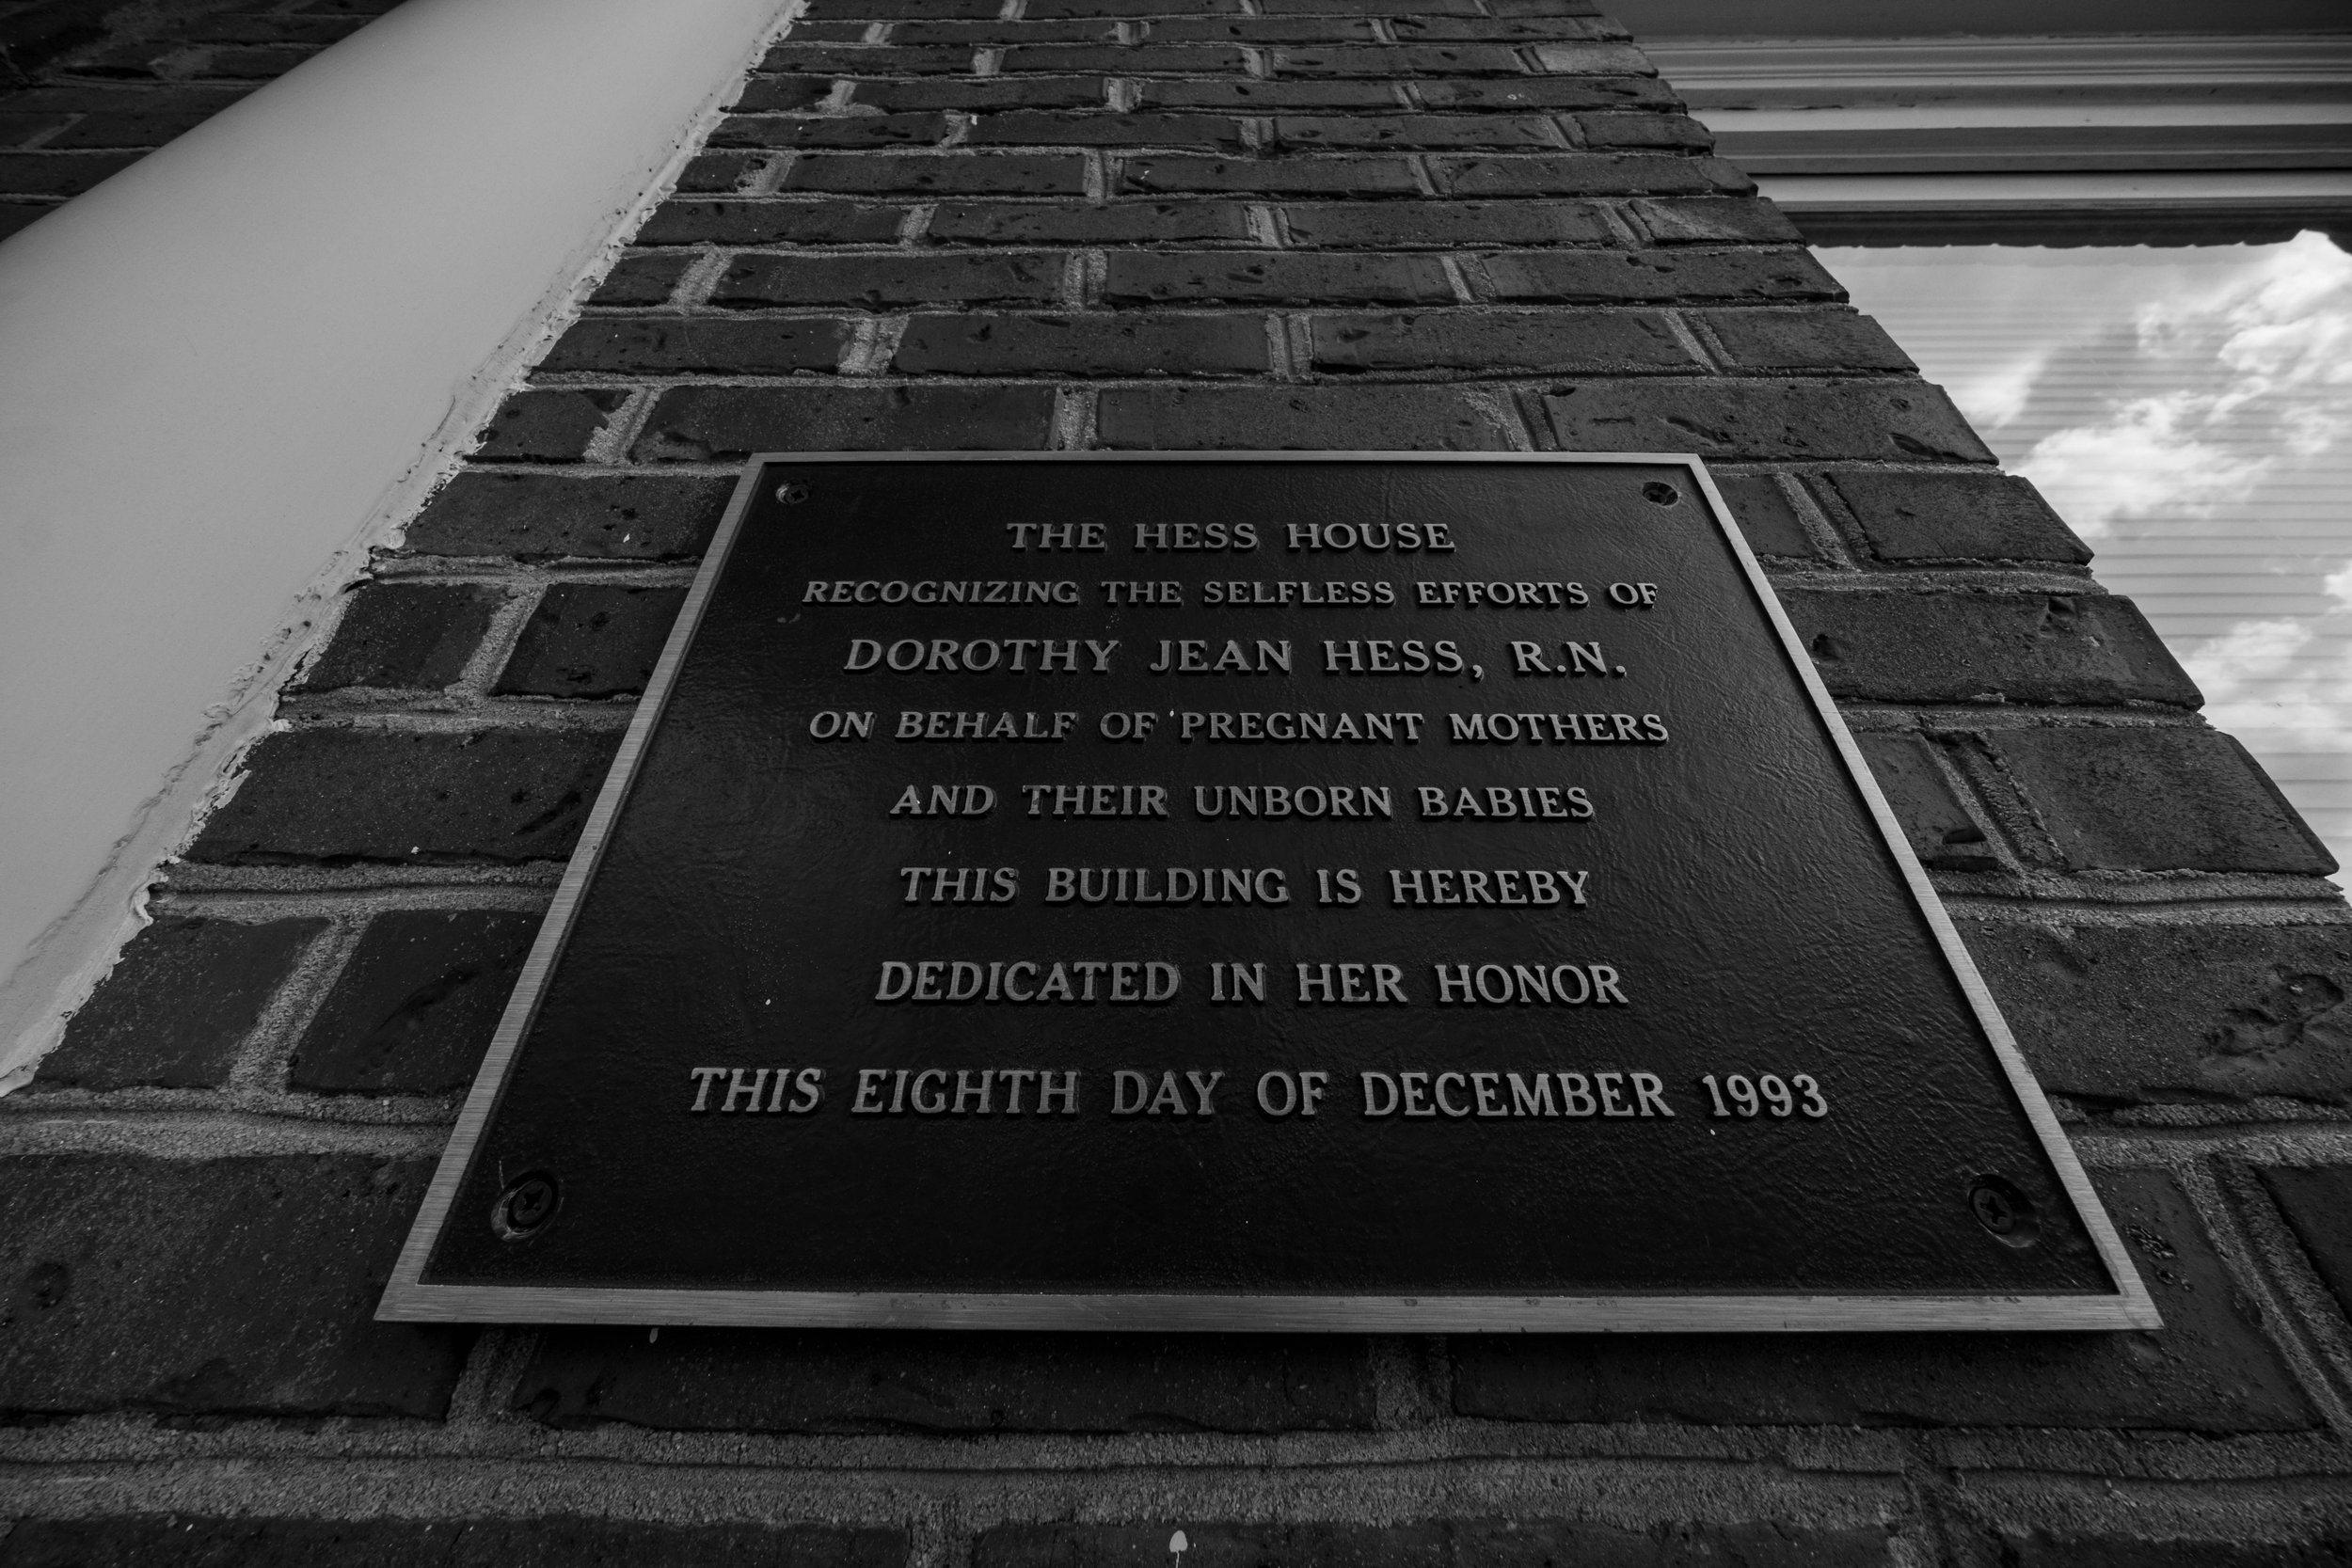 THE HESS HOUSE
RECOGNIZING THE SELFLESS EFFORTS OF
DOROTHY JEAN HESS, R.N.
ON BEHALF OF PREGNANT MOTHERS
AND THEIR UNBORN BABIES
THIS BUILDING IS HEREBY
DEDICATED IN HER HONOR
THIS EIGHTH DAY OF DECEMBER 1993